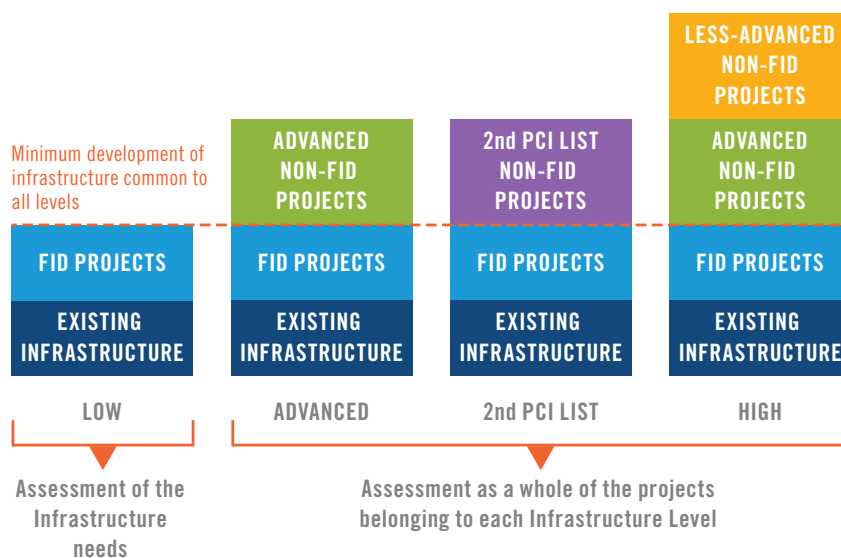 LESS-ADVANCED
NON-FID
PROJECTS
Minimum development of
infrastructure common to
all levels
ADVANCED
NON-FID
PROJECTS
2nd PCI LIST
NON-FID
PROJECTS
ADVANCED
NON-FID
PROJECTS
FID PROJECTS
FID PROJECTS
FID PROJECTS
FID PROJECTS
EXISTING
INFRASTRUCTURE
EXISTING
INFRASTRUCTURE
EXISTING
INFRASTRUCTURE
EXISTING
INFRASTRUCTURE
LOW
ADVANCED
2nd PCI LIST
HIGH
Assessment of the
Infrastructure
needs
Assessment as a whole of the projects
belonging to each Infrastructure Level